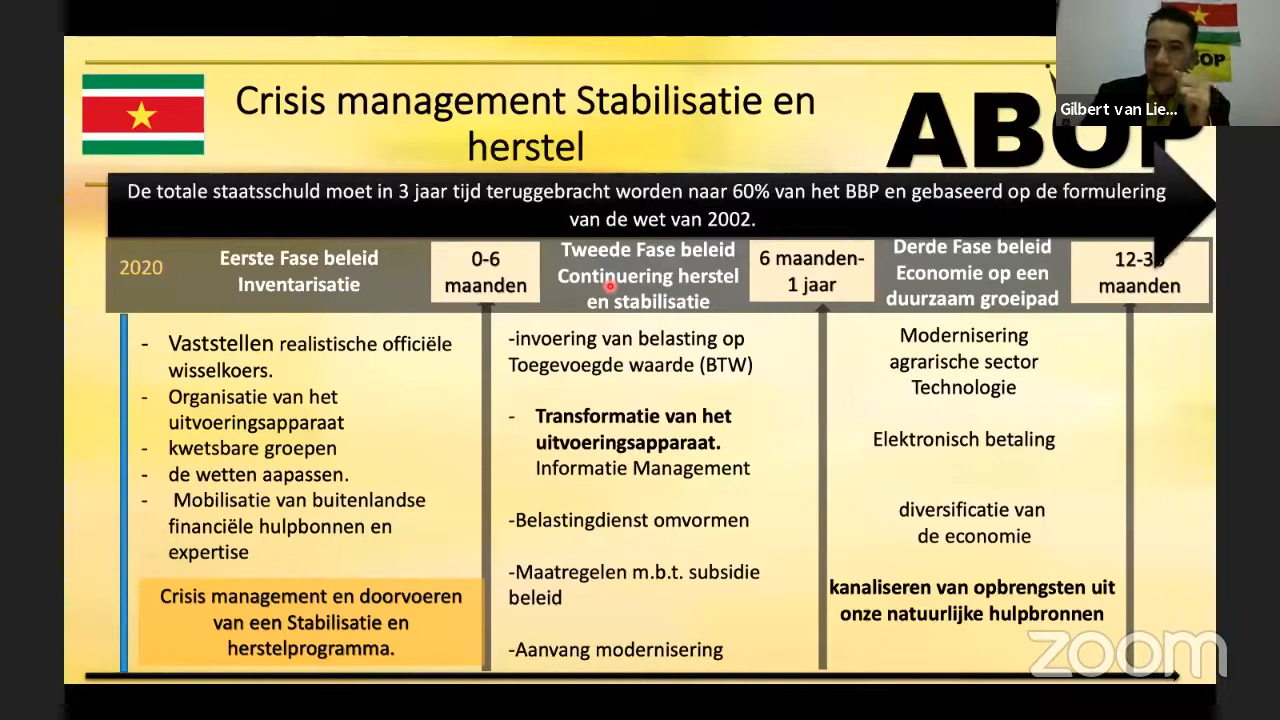 Crisis management Stabilisatie en
herstel
ABOP
BOP
Gilbert van Lie...
De totale staatsschuld moet in 3 jaar tijd teruggebracht worden naar 60% van het BBP en gebaseerd op de formulering
van de wet van 2002.
2020
Eerste Fase beleid
Inventarisatie
0-6
maanden
Tweede Fase beleid
Continuering herstel
en stabilisatie
6 maanden-
1 jaar
Derde Fase beleid
Economie op een
duurzaam groeipad
maanden
- Vaststellen realistische officiële
wisselkoers.
- Organisatie van het
uitvoeringsapparaat
- kwetsbare groepen
- de wetten aapassen.
- Mobilisatie van buitenlandse
financiële hulpbonnen en
expertise
Crisis management en doorvoeren
van een Stabilisatie en
herstelprogramma.
-invoering van belasting op
Toegevoegde waarde (BTW)
- Transformatie van het
uitvoeringsapparaat.
Informatie Management
-Belastingdienst omvormen
-Maatregelen m.b.t. subsidie
beleid
-Aanvang modernisering
Modernisering
agrarische sector
Technologie
Elektronisch betaling
diversificatie van
de economie
kanaliseren van opbrengsten uit
onze natuurlijke hulpbronnen
zoom